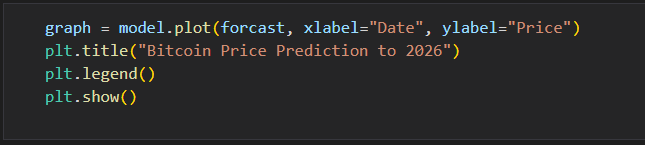 graph = model.plot(forcast, xlabel="Date", ylabel="Price")
plt.title("Bitcoin Price Prediction to 2026")
plt.legend()
plt.show()